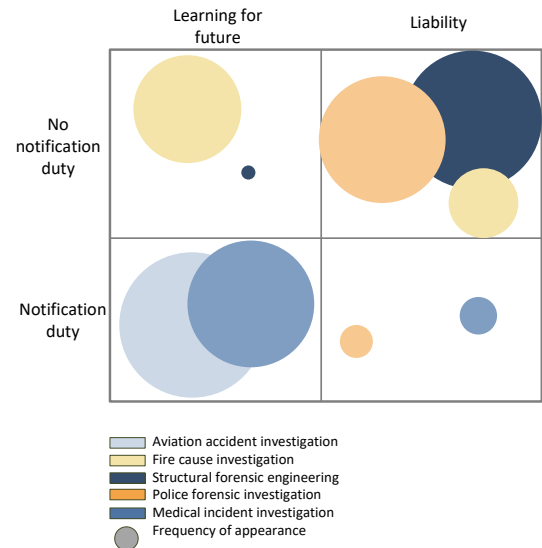 Learning for
future
Liability
No
notification
duty
Notification
duty
Aviation accident investigation
Fire cause investigation
Structural forensic engineering
Police forensic investigation
Medical incident investigation
Frequency of appearance